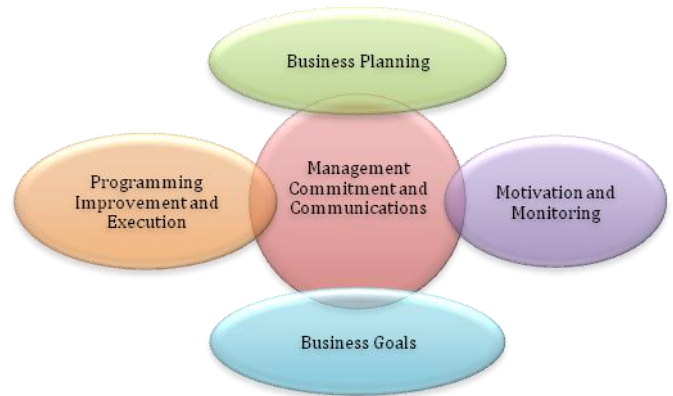 Business Planning
Programming
Improvement and
Execution
Management
Commitment and
Communications
Motivation and
Monitoring
Business Goals